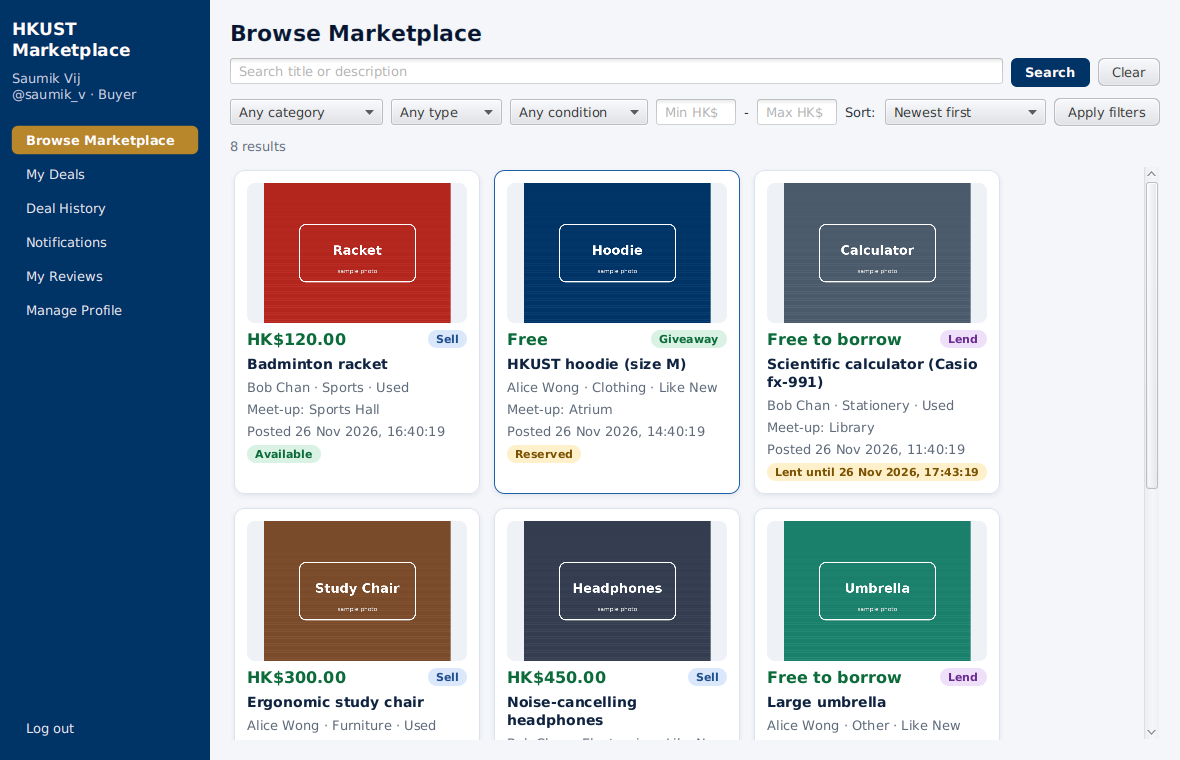 HKUST
Marketplace
Saumik Vij
@saumik_v · Buyer
Browse Marketplace
My Deals
Deal History
Notifications
My Reviews
Manage Profile
Log out
Browse Marketplace
Search title or description
Search
Clear
Any category
Any type
Any condition
Min HK$
-
Max HK$
Sort:
Newest first
Apply filters
8 results
Racket
sample photo
HK$120.00
Sell
Badminton racket
Bob Chan · Sports · Used
Meet-up: Sports Hall
Posted 26 Nov 2026, 16:40:19
Available
Hoodie
sample photo
Free
Giveaway
HKUST hoodie (size M)
Alice Wong · Clothing · Like New
Meet-up: Atrium
Posted 26 Nov 2026, 14:40:19
Reserved
Calculator
sample photo
Free to borrow
Lend
Scientific calculator (Casio
fx-991)
Bob Chan · Stationery · Used
Meet-up: Library
Posted 26 Nov 2026, 11:40:19
Lent until 26 Nov 2026, 17:43:19
Study Chair
sample photo
HK$300.00
Sell
Ergonomic study chair
Alice Wong · Furniture · Used
Headphones
sample photo
HK$450.00
Sell
Noise-cancelling
headphones
Umbrella
sample photo
Free to borrow
Lend
Large umbrella
Alice Wong · Other · Like New